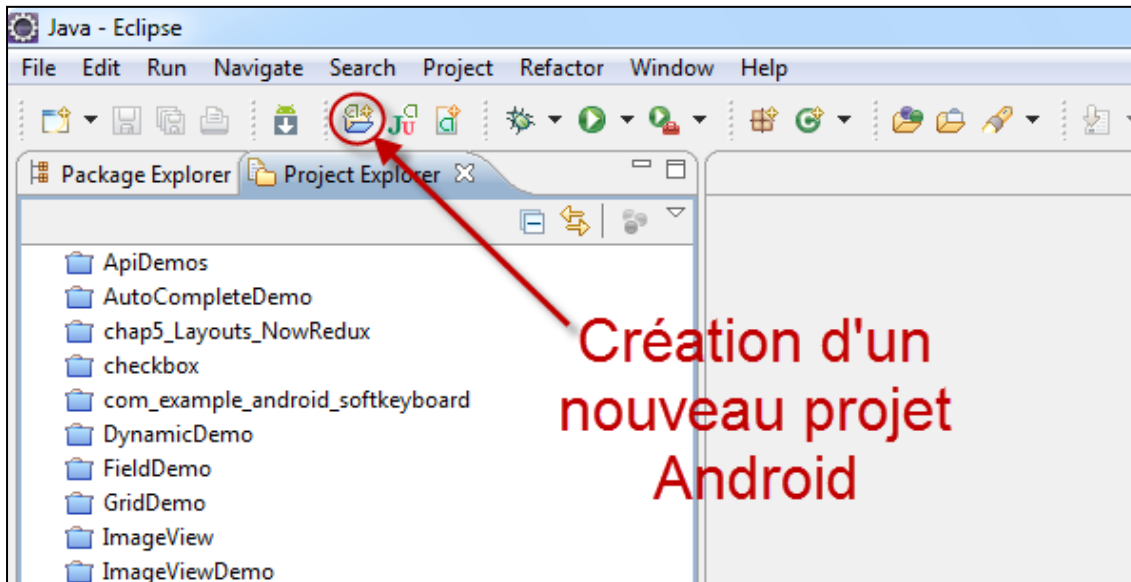 Java - Eclipse
File Edit Run Navigate Search Project Refactor Window Help
Package Explorer Project Explorer
ApiDemos
AutoCompleteDemo
chap5_Layouts_NowRedux
checkbox
com_example_android_softkeyboard
DynamicDemo
FieldDemo
GridDemo
ImageView
ImageViewDemo
Création d'un
nouveau projet
Android